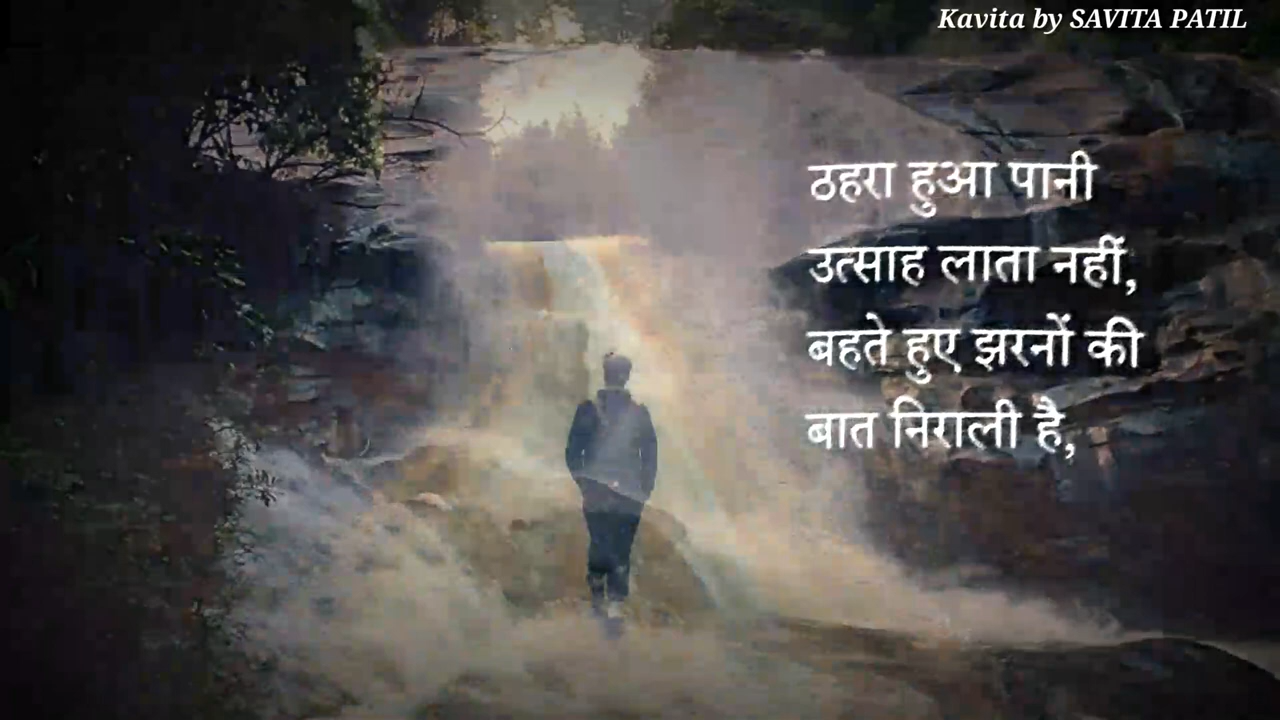 Kavita by SAVITA PATIL
ठहरा हुआ पानी
उत्साह लाता नहीं,
बहते हुए झरनों की
बात निराली है,